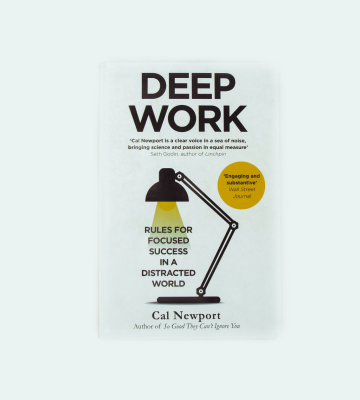 DEEP
WORK
'Cal Newport is a clear voice in a sea of noise,
bringing science and passion in equal measure'
Seth Godin, author of Linchpin
'Engaging and
substantive'
Wall Street
Journal
RULES FOR
FOCUSED
SUCCESS
IN A
DISTRACTED
WORLD
Cal Newport
Author of So Good They Can't Ignore You